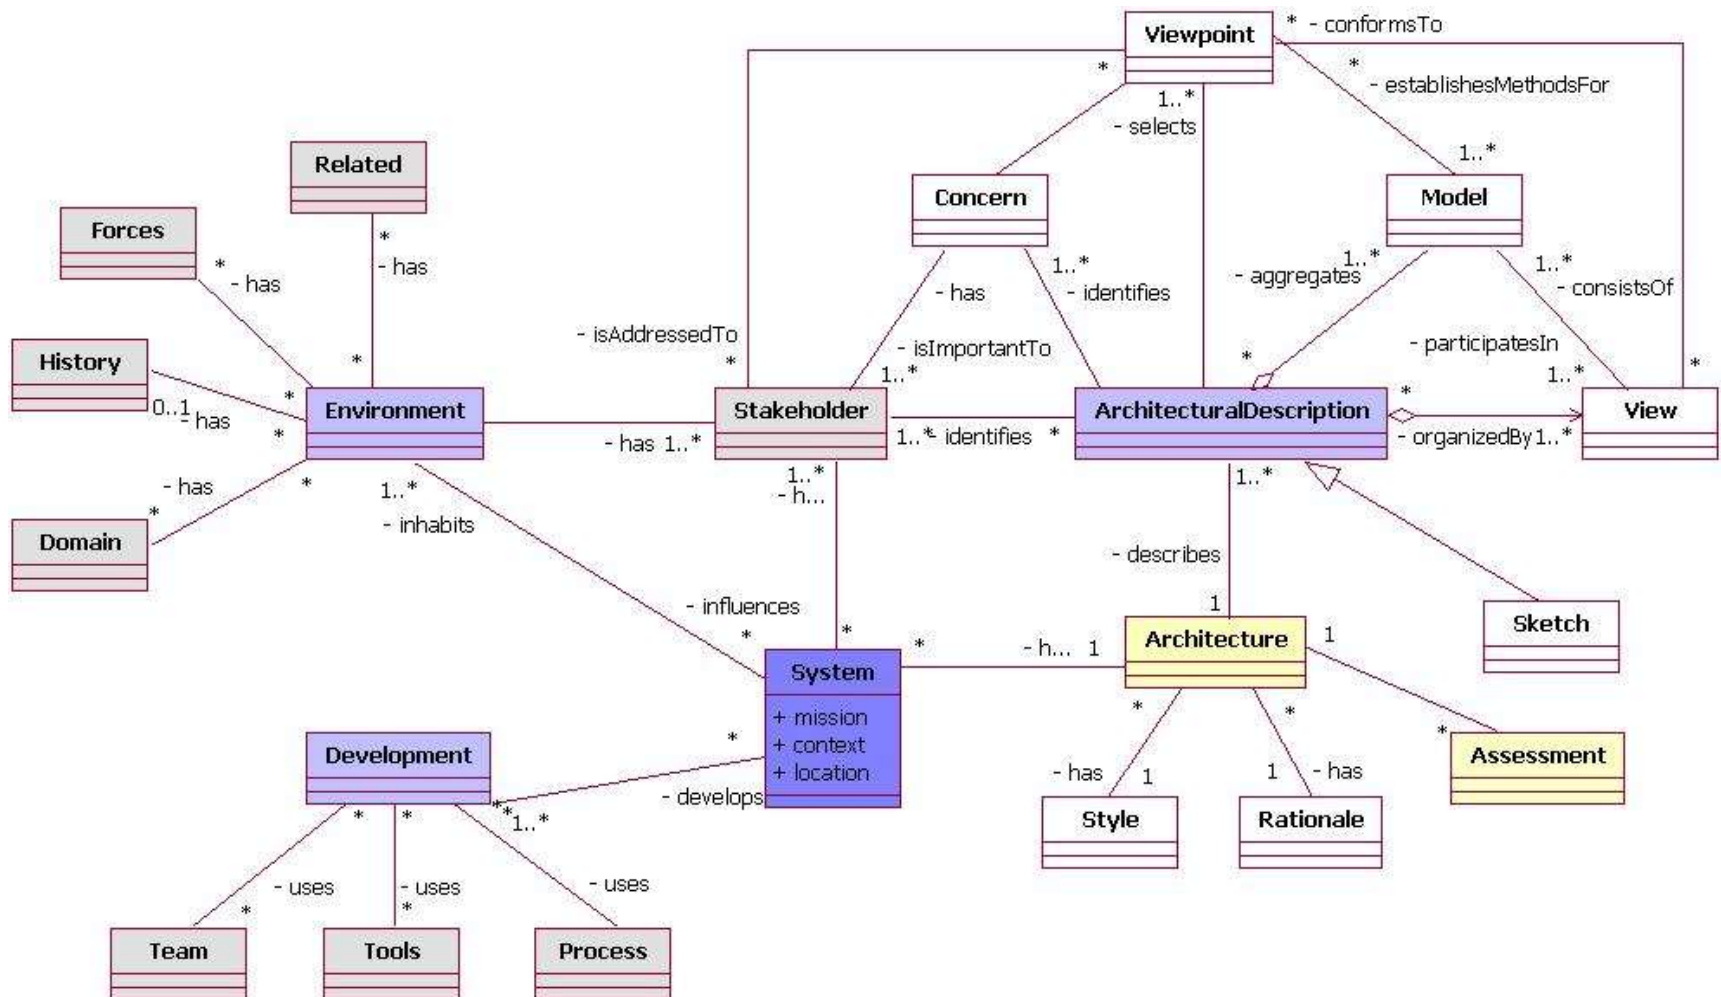 Viewpoint
* - conformsTo
*
*
- establishesMethodsFor
1..*
- selects
1..*
Related
Concern
Model
Forces
*
- has
*
- has
- has
1..*
- identifies
- aggregates
1..*
1..*
- consistsOf
- isAddressedTo
*
- isImportantTo
1..*
*
- participatesIn
1..*
*
History
0..1
- has
*
*
*
Environment
- has 1..*
Stakeholder
1..*
- identifies *
ArchitecturalDescription
*
- organizedBy
1..*
View
- has
*
*
Domain
1..*
- inhabits
1..*
- h...
1..*
- describes
- influences
*
*
*
- h... 1
1
Architecture
1
Sketch
System
+ mission
+ context
+ location
*
*
*
Development
*
- develops
**
1..*
- has
1
1
- has
Assessment
Style
Rationale
*
*
- uses
*
- uses
*
- uses
Team
Tools
Process